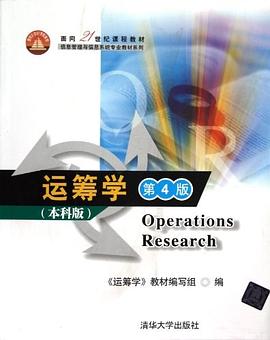 面向21世纪课程教材
信息管理与信息系统专业教材系列
运筹学
第4版
(本科版)
Operations
Research
《运筹学》教材编写组 编
清华大学出版社